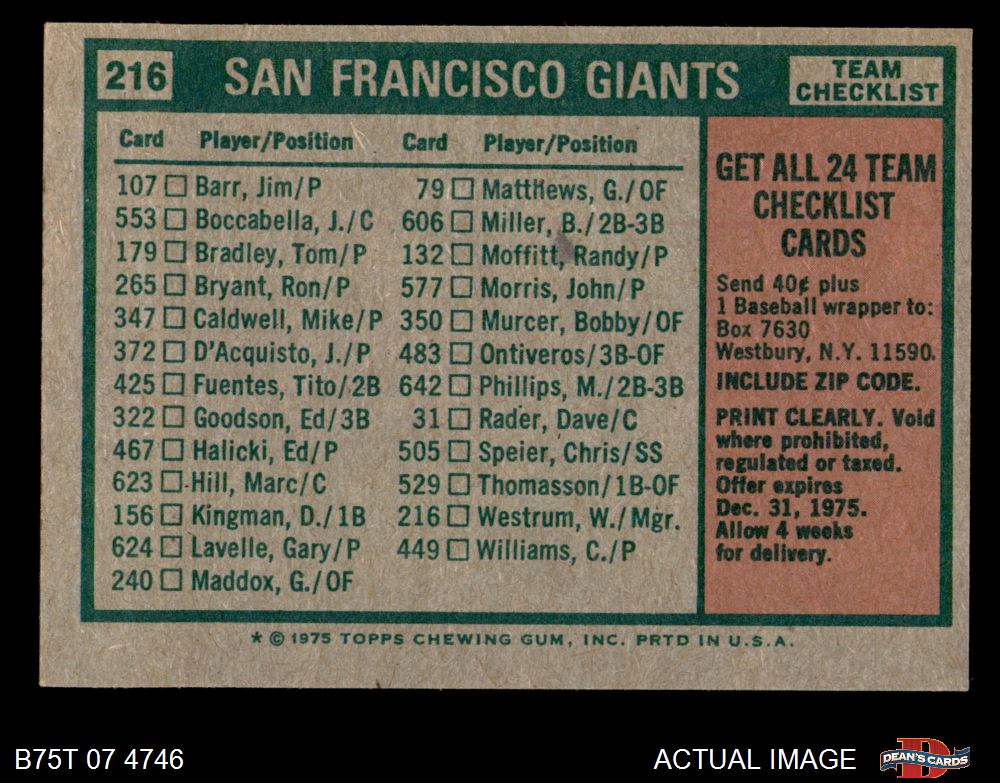 216 SAN FRANCISCO GIANTS TEAM CHECKLIST
Card Player/Position Card Player/Position
107 Barr, Jim/P
553 Boccabella, J./C
179 Bradley, Tom/P
265 Bryant, Ron/P
347 Caldwell, Mike/P
372 D'Acquisto, J./P
425 Fuentes, Tito/2B
322 Goodson, Ed/3B
467 Halicki, Ed/P
623 Hill, Marc/C
156 Kingman, D./1B
624 Lavelle, Gary/P
240 Maddox, G./OF
79 Matthews, G./OF
606 Miller, B./2B-3B
132 Moffitt, Randy/P
577 Morris, John/P
350 Murcer, Bobby/OF
483 Ontiveros/3B-OF
642 Phillips, M./2B-3B
31 Rader, Dave/C
505 Speier, Chris/SS
529 Thomasson/1B-OF
216 Westrum, W./Mgr.
449 Williams, C./P
GET ALL 24 TEAM
CHECKLIST
CARDS
Send 40¢ plus
1 Baseball wrapper to:
Box 7630
Westbury, N.Y. 11590.
INCLUDE ZIP CODE.
PRINT CLEARLY. Void
where prohibited,
regulated or taxed.
Offer expires
Dec. 31, 1975.
Allow 4 weeks
for delivery.
* © 1975 TOPPS CHEWING GUM, INC. PRTD IN U.S.A.
B75T 07 4746 ACTUAL IMAGE DEAN'S CARDS